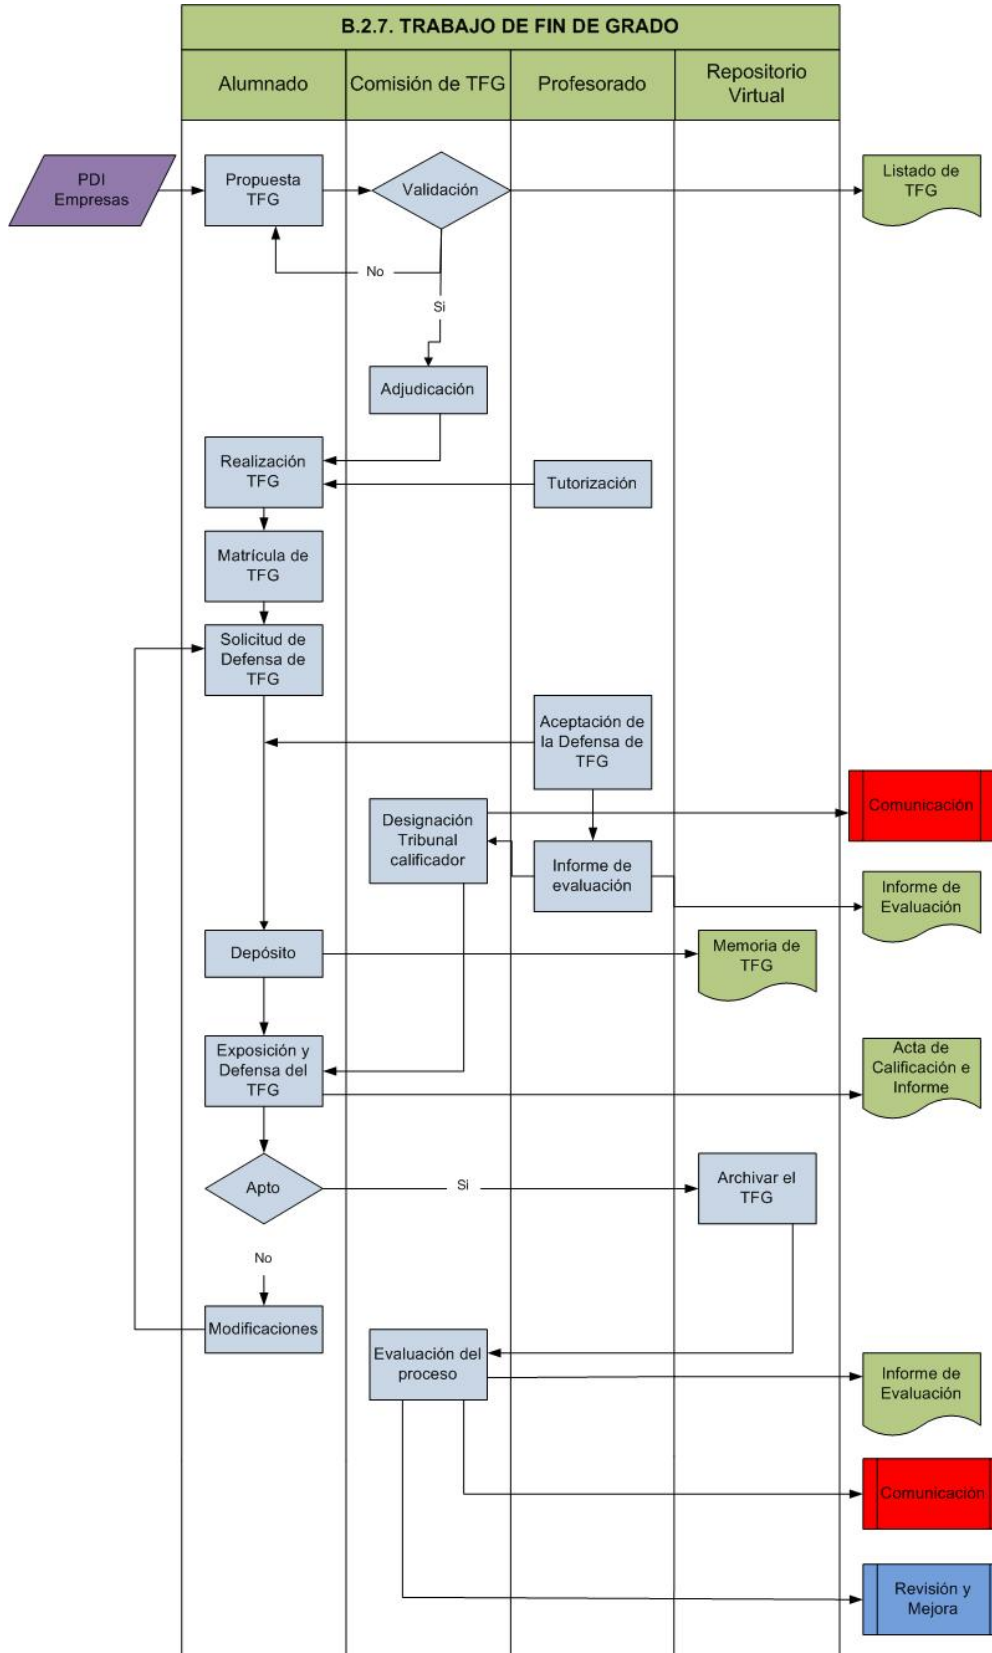 B.2.7. TRABAJO DE FIN DE GRADO
Alumnado
Comisión de TFG
Profesorado
Repositorio
Virtual
PDI
Empresas
Propuesta
TFG
Validación
Listado de
TFG
No
Si
Adjudicación
Realización
TFG
Tutorización
Matrícula de
TFG
Solicitud de
Defensa de
TFG
Aceptación de
la Defensa de
TFG
Comunicación
Designación
Tribunal
calificador
Informe de
evaluación
Informe de
Evaluación
Depósito
Memoria de
TFG
Exposición y
Defensa del
TFG
Acta de
Calificación e
Informe
Apto
Si
Archivar el
TFG
No
Modificaciones
Evaluación del
proceso
Informe de
Evaluación
Comunicación
Revisión y
Mejora